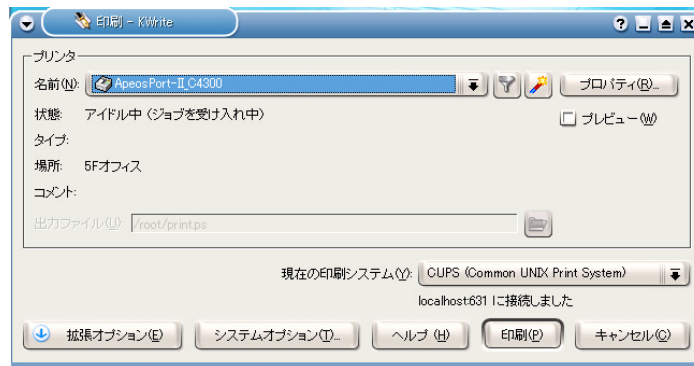 印刷 - KWrite
プリンタ
名前(N): ApeosPort-II_C4300 プロパティ(R)...
状態: アイドル中 (ジョブを受け入れ中) プレビュー(W)
タイプ:
場所: 5Fオフィス
コメント:
出力ファイル(U): /root/print.ps
現在の印刷システム(Y): CUPS (Common UNIX Print System)
localhost:631 に接続しました
拡張オプション(E) システムオプション(T)... ヘルプ (H) 印刷(P) キャンセル(C)